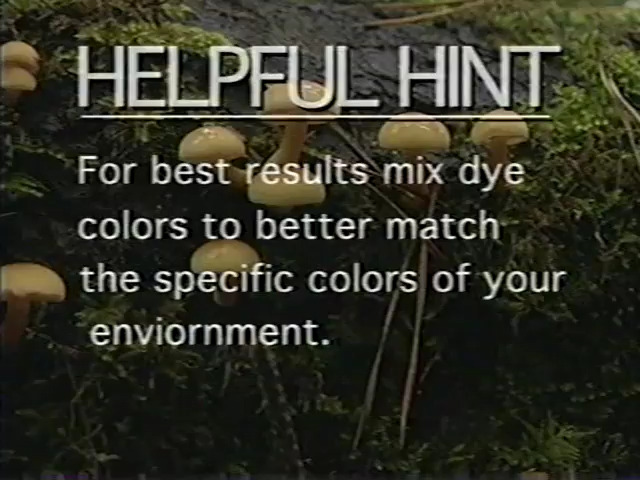 HELPFUL HINT
For best results mix dye
colors to better match
the specific colors of your
enviornment.